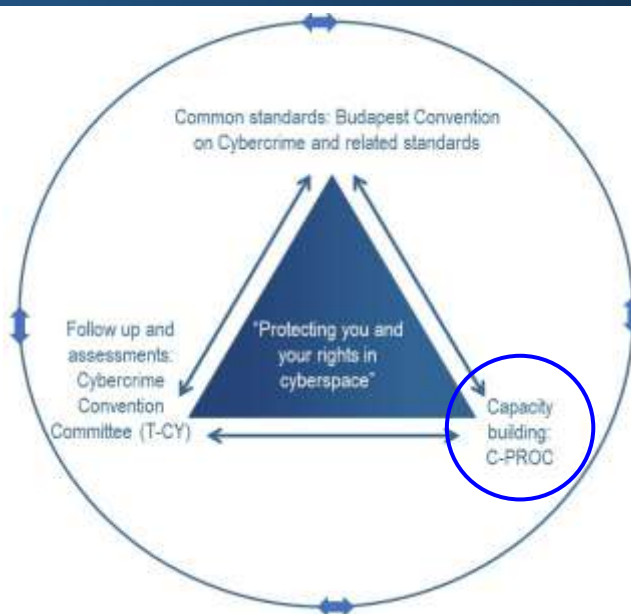 Common standards: Budapest Convention
on Cybercrime and related standards
"Protecting you and
your rights in
cyberspace"
Follow up and
assessments:
Cybercrime
Convention
Committee (T-CY)
Capacity
building:
C-PROC